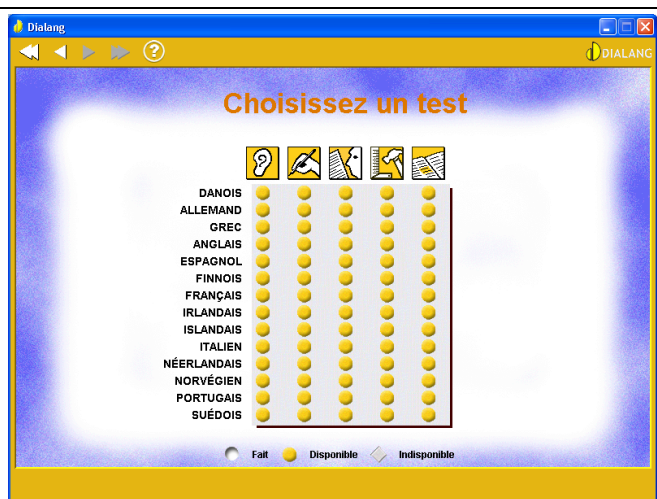 Dialang
?
DIALANG
Choisissez un test
DANOIS
ALLEMAND
GREC
ANGLAIS
ESPAGNOL
FINNOIS
FRANÇAIS
IRLANDAIS
ISLANDAIS
ITALIEN
NÉERLANDAIS
NORVÉGIEN
PORTUGAIS
SUÉDOIS
Fait Disponible Indisponible